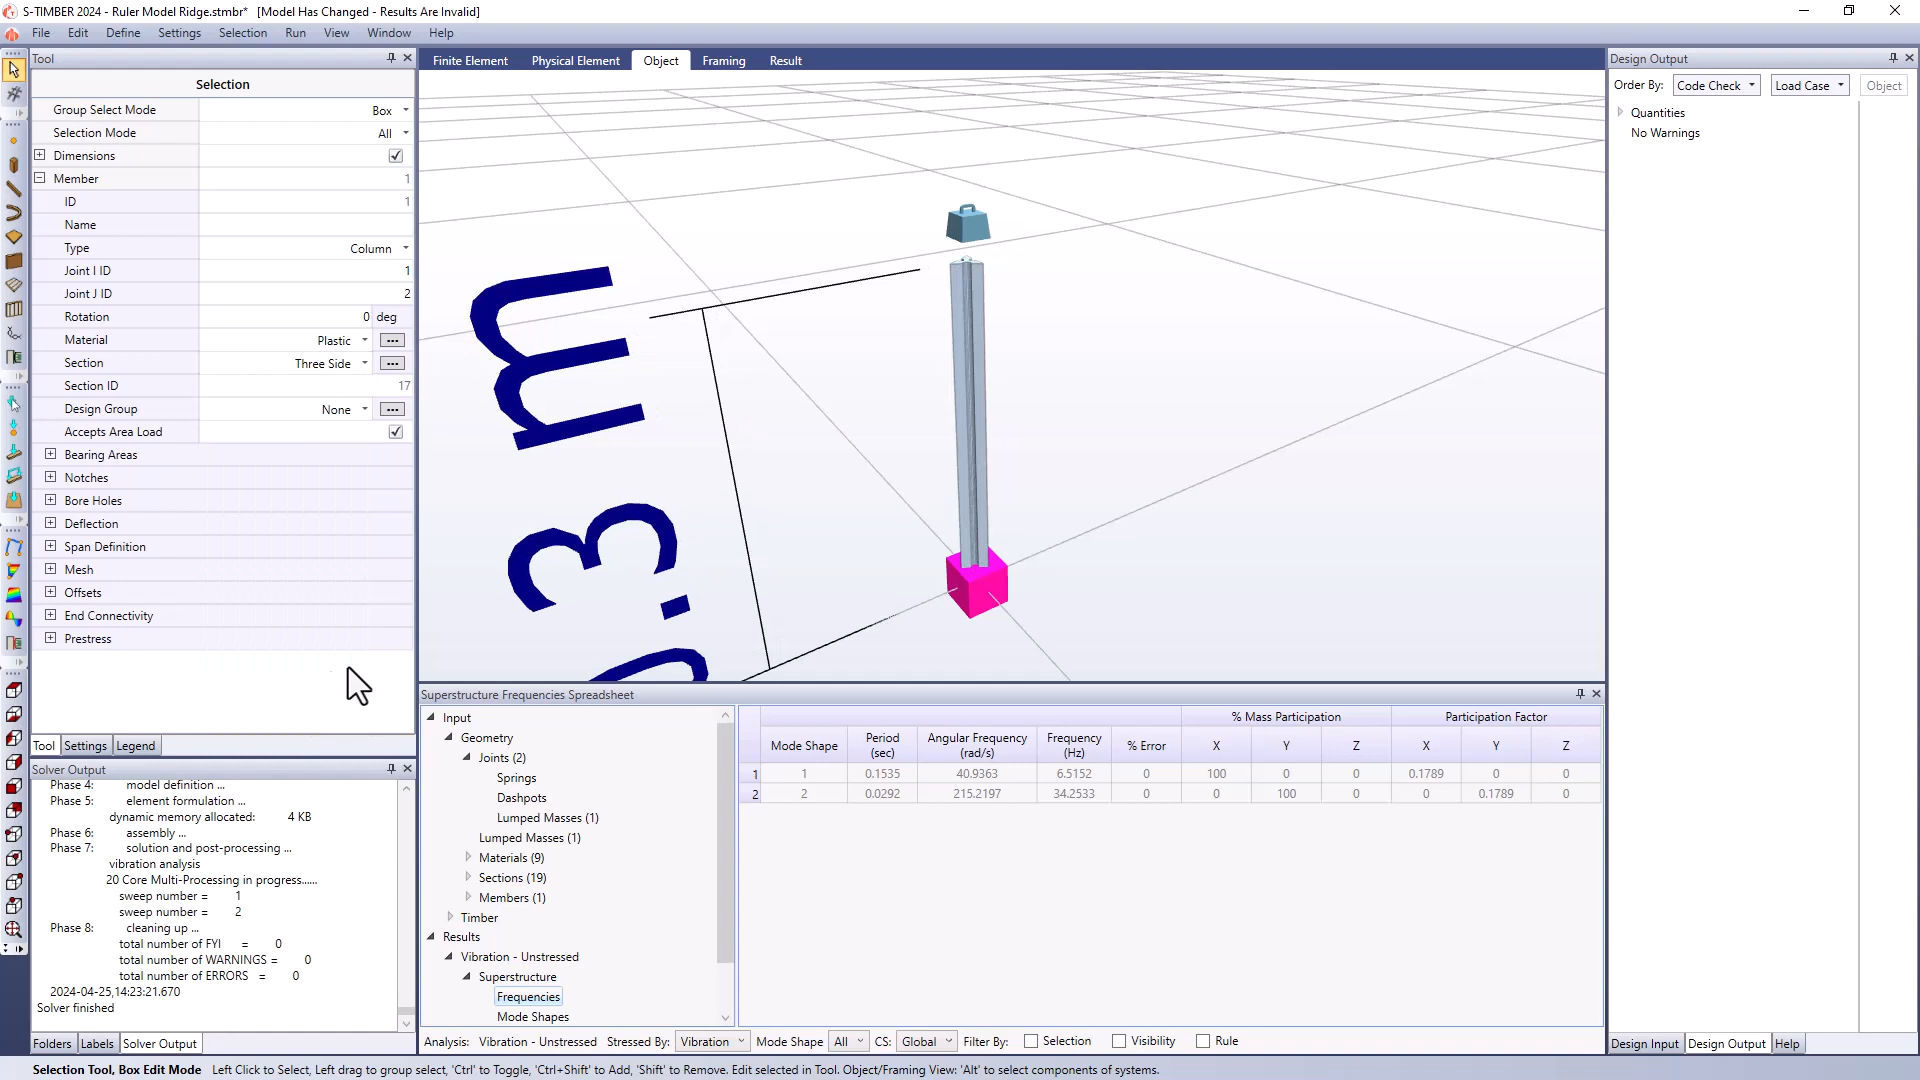 S-TIMBER 2024 - Ruler Model Ridge.stmbr* [Model Has Changed - Results Are Invalid]
File Edit Define Settings Selection Run View Window Help
Tool
Selection
Group Select Mode Box
Selection Mode All
Dimensions
Member 1
ID 1
Name
Type Column
Joint I ID 1
Joint J ID 2
Rotation 0 deg
Material Plastic
Section Three Side
Section ID 17
Design Group None
Accepts Area Load
Bearing Areas
Notches
Bore Holes
Deflection
Span Definition
Mesh
Offsets
End Connectivity
Prestress
Tool Settings Legend
Solver Output
Phase 4: model definition ...
Phase 5: element formulation ...
dynamic memory allocated: 4 KB
Phase 6: assembly ...
Phase 7: solution and post-processing ...
vibration analysis
20 Core Multi-Processing in progress......
sweep number = 1
sweep number = 2
Phase 8: cleaning up ...
total number of FYI = 0
total number of WARNINGS = 0
total number of ERRORS = 0
2024-04-25,14:23:21.670
Solver finished
Folders Labels Solver Output
Finite Element Physical Element Object Framing Result
0.3 m
Superstructure Frequencies Spreadsheet
Input
Geometry
Joints (2)
Springs
Dashpots
Lumped Masses (1)
Lumped Masses (1)
Materials (9)
Sections (19)
Members (1)
Timber
Results
Vibration - Unstressed
Superstructure
Frequencies
Mode Shapes
% Mass Participation Participation Factor
Mode Shape Period (sec) Angular Frequency (rad/s) Frequency (Hz) % Error X Y Z X Y Z
1 1 0.1535 40.9363 6.5152 0 100 0 0 0.1789 0 0
2 2 0.0292 215.2197 34.2533 0 0 100 0 0 0.1789 0
Analysis: Vibration - Unstressed Stressed By: Vibration Mode Shape All CS: Global Filter By: Selection Visibility Rule
Design Output
Order By: Code Check Load Case Object
Quantities
No Warnings
Design Input Design Output Help
Selection Tool, Box Edit Mode Left Click to Select, Left drag to group select, 'Ctrl' to Toggle, 'Ctrl+Shift' to Add, 'Shift' to Remove. Edit selected in Tool. Object/Framing View: 'Alt' to select components of systems.